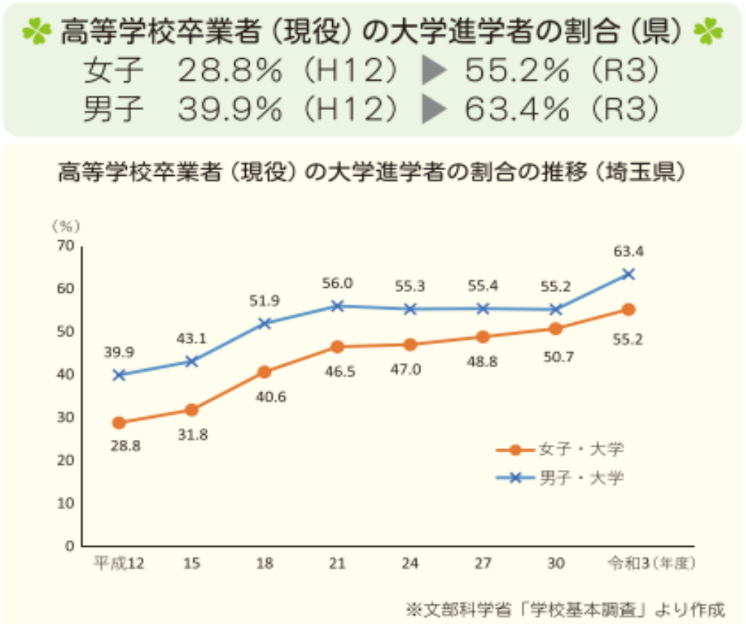 高等学校卒業者（現役）の大学進学者の割合（県）
女子 28.8%（H12）▶ 55.2%（R3）
男子 39.9%（H12）▶ 63.4%（R3）
高等学校卒業者（現役）の大学進学者の割合の推移（埼玉県）
（%）
70
60
50
40
30
20
10
0
39.9 43.1 51.9 56.0 55.3 55.4 55.2 63.4
28.8 31.8 40.6 46.5 47.0 48.8 50.7 55.2
女子・大学
男子・大学
平成12 15 18 21 24 27 30 令和3（年度）
※文部科学省「学校基本調査」より作成